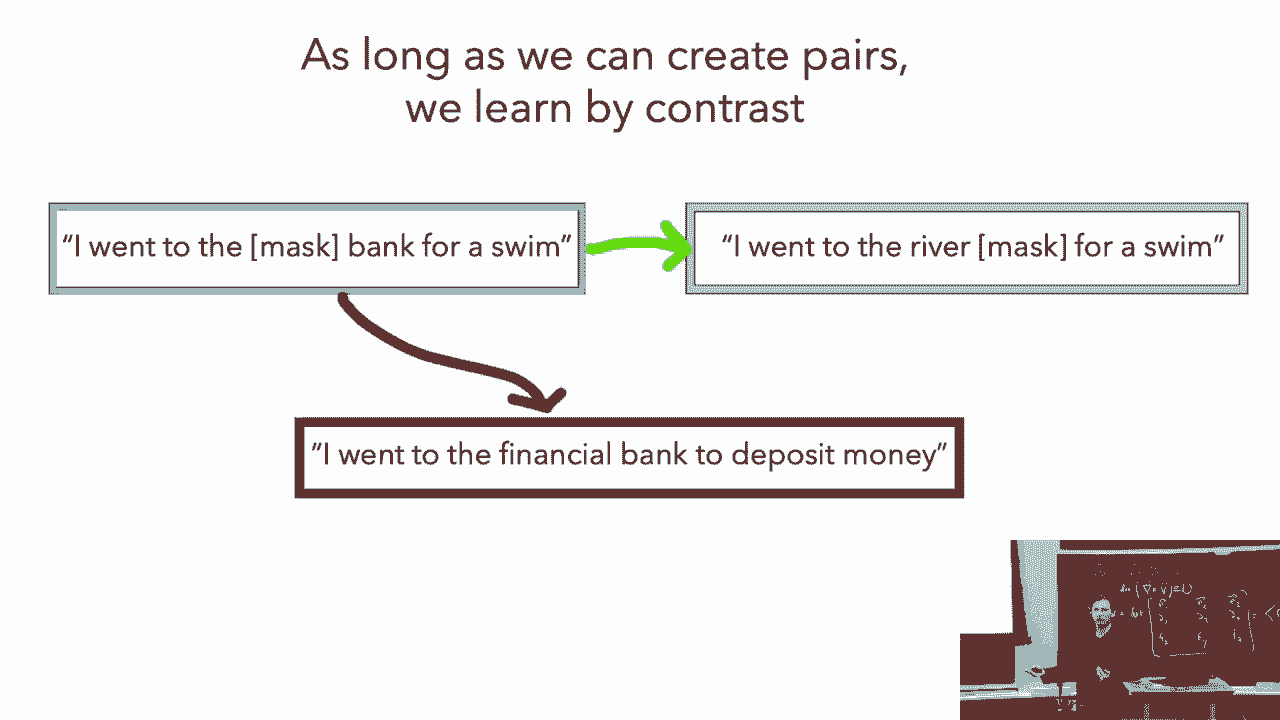 As long as we can create pairs,
we learn by contrast
“I went to the [mask] bank for a swim”
“I went to the river [mask] for a swim”
“I went to the financial bank to deposit money”